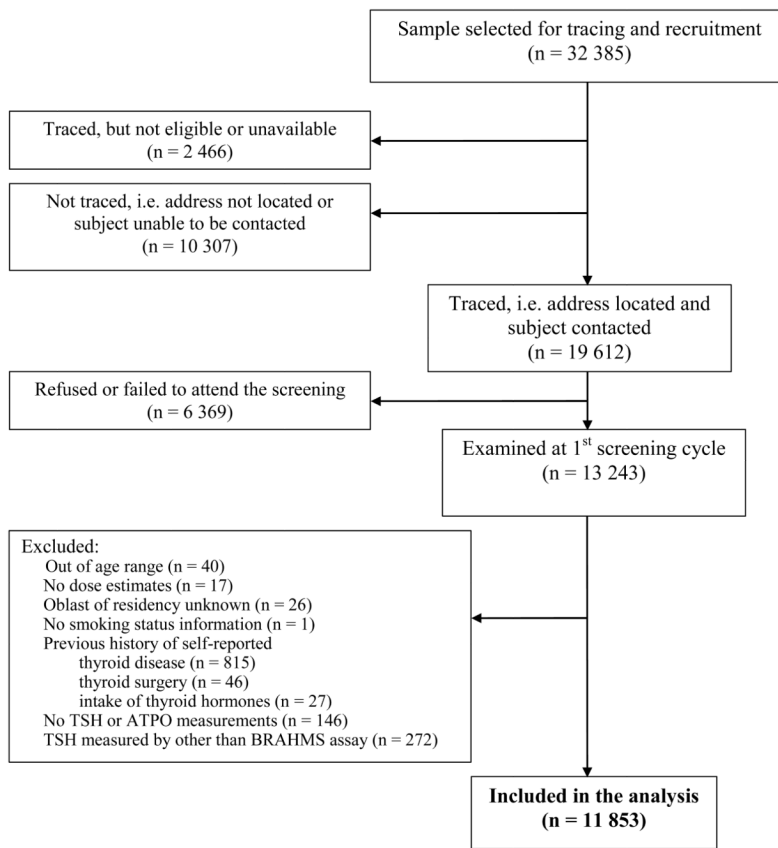 Sample selected for tracing and recruitment
(n = 32 385)
Traced, but not eligible or unavailable
(n = 2 466)
Not traced, i.e. address not located or
subject unable to be contacted
(n = 10 307)
Traced, i.e. address located and
subject contacted
(n = 19 612)
Refused or failed to attend the screening
(n = 6 369)
Examined at 1st screening cycle
(n = 13 243)
Excluded:
Out of age range (n = 40)
No dose estimates (n = 17)
Oblast of residency unknown (n = 26)
No smoking status information (n = 1)
Previous history of self-reported
thyroid disease (n = 815)
thyroid surgery (n = 46)
intake of thyroid hormones (n = 27)
No TSH or ATPO measurements (n = 146)
TSH measured by other than BRAHMS assay (n = 272)
Included in the analysis
(n = 11 853)